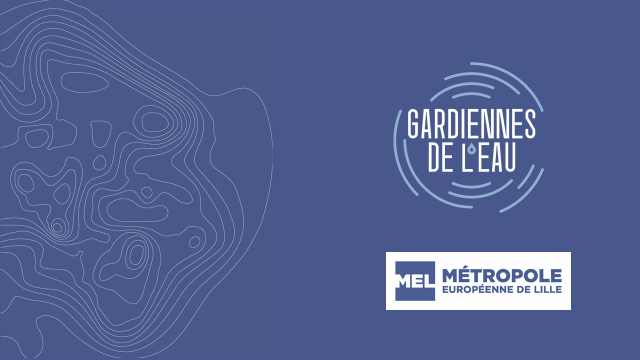 GARDIENNES
DE L'EAU
MEL
MÉTROPOLE
EUROPÉENNE DE LILLE